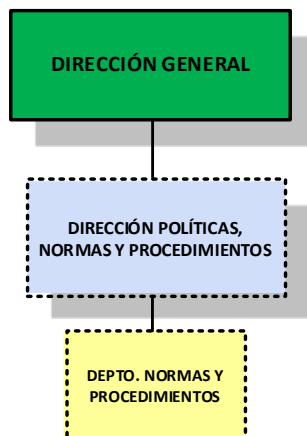 DIRECCIÓN GENERAL
DIRECCIÓN POLÍTICAS,
NORMAS Y PROCEDIMIENTOS
DEPTO. NORMAS Y
PROCEDIMIENTOS